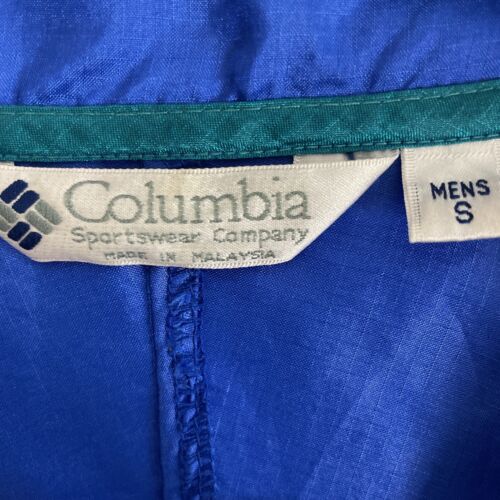 Columbia
Sportswear Company
MADE IN MALAYSIA
MENS
S